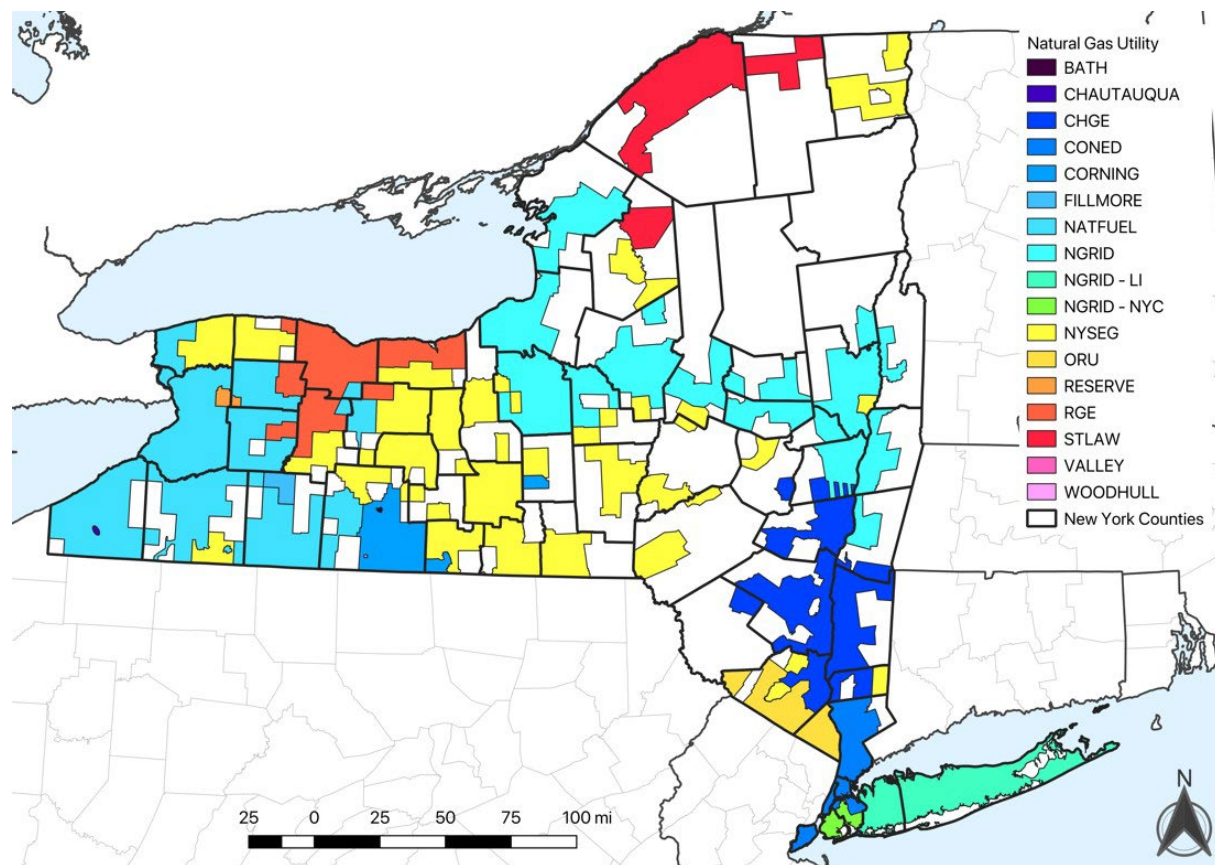 Natural Gas Utility
BATH
CHAUTAUQUA
CHGE
CONED
CORNING
FILLMORE
NATFUEL
NGRID
NGRID - LI
NGRID - NYC
NYSEG
ORU
RESERVE
RGE
STLAW
VALLEY
WOODHULL
New York Counties
25 0 25 50 75 100 mi
N